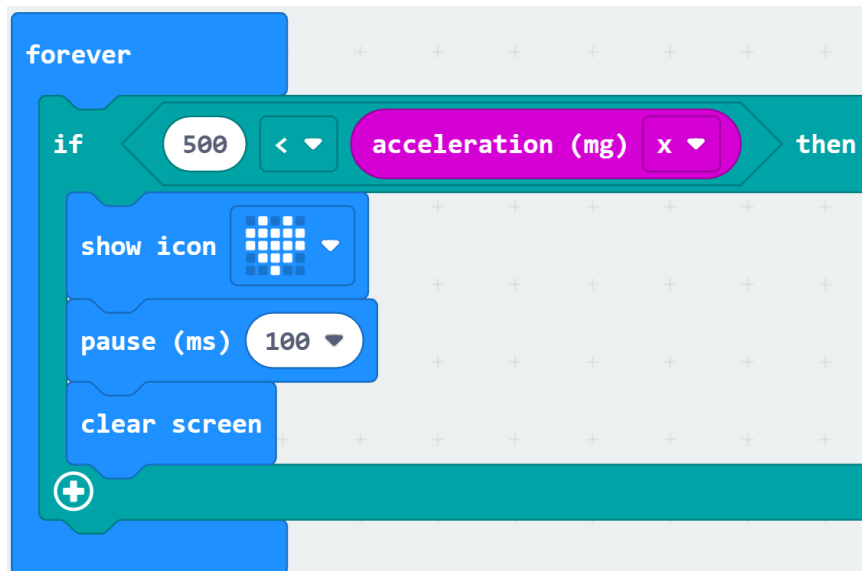 forever
if 500 < acceleration (mg) x then
show icon
pause (ms) 100
clear screen